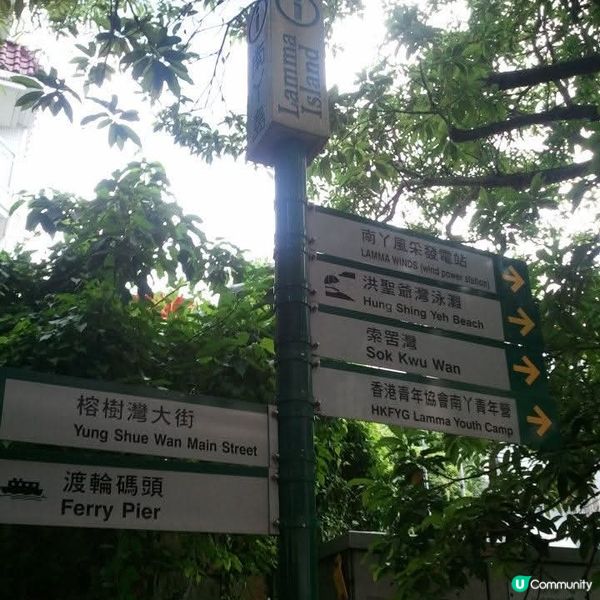 南丫島
Lamma
Island
南丫風采發電站
LAMMA WINDS (wind power station)
洪聖爺灣泳灘
Hung Shing Yeh Beach
索罟灣
Sok Kwu Wan
香港青年協會南丫青年營
HKFYG Lamma Youth Camp
榕樹灣大街
Yung Shue Wan Main Street
渡輪碼頭
Ferry Pier
U Community